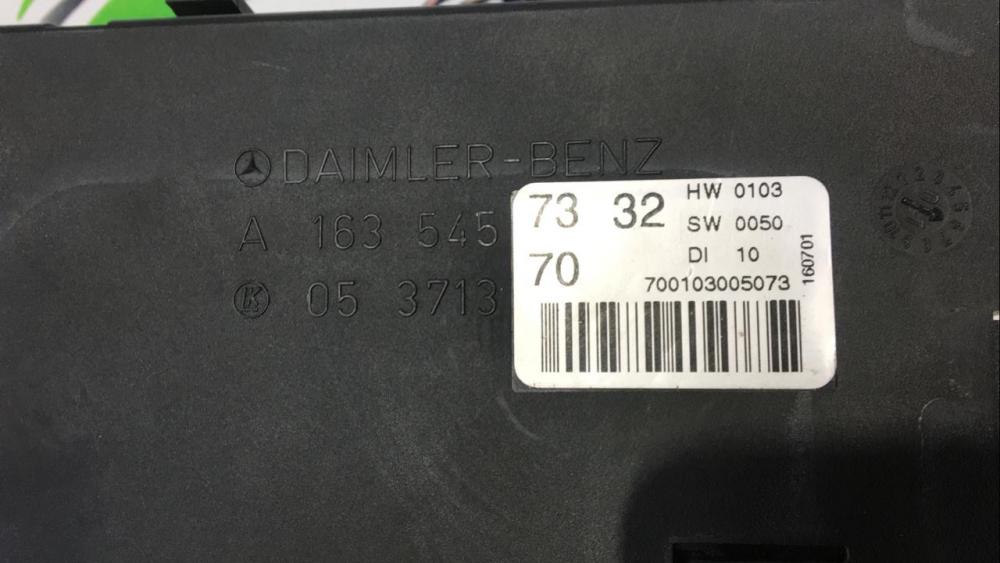 DAIMLER-BENZ
A 163 545 73 32
K 05 3713 70
HW 0103
SW 0050
DI 10
700103005073
160701